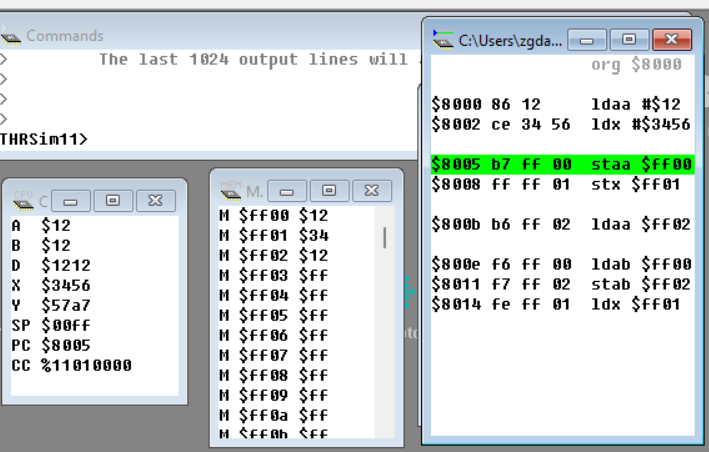 Commands
> The last 1024 output lines will
>
>
>
THRSim11>
C
A $12
B $12
D $1212
X $3456
Y $57a7
SP $00ff
PC $8005
CC %11010000
M.
M $ff00 $12
M $ff01 $34
M $ff02 $12
M $ff03 $ff
M $ff04 $ff
M $ff05 $ff
M $ff06 $ff
M $ff07 $ff
M $ff08 $ff
M $ff09 $ff
M $ff0a $ff
M $ff0b $ff
C:\Users\zgda...
org $8000
$8000 86 12 ldaa #$12
$8002 ce 34 56 ldx #$3456
$8005 b7 ff 00 staa $ff00
$8008 ff ff 01 stx $ff01
$800b b6 ff 02 ldaa $ff02
$800e f6 ff 00 ldab $ff00
$8011 f7 ff 02 stab $ff02
$8014 fe ff 01 ldx $ff01